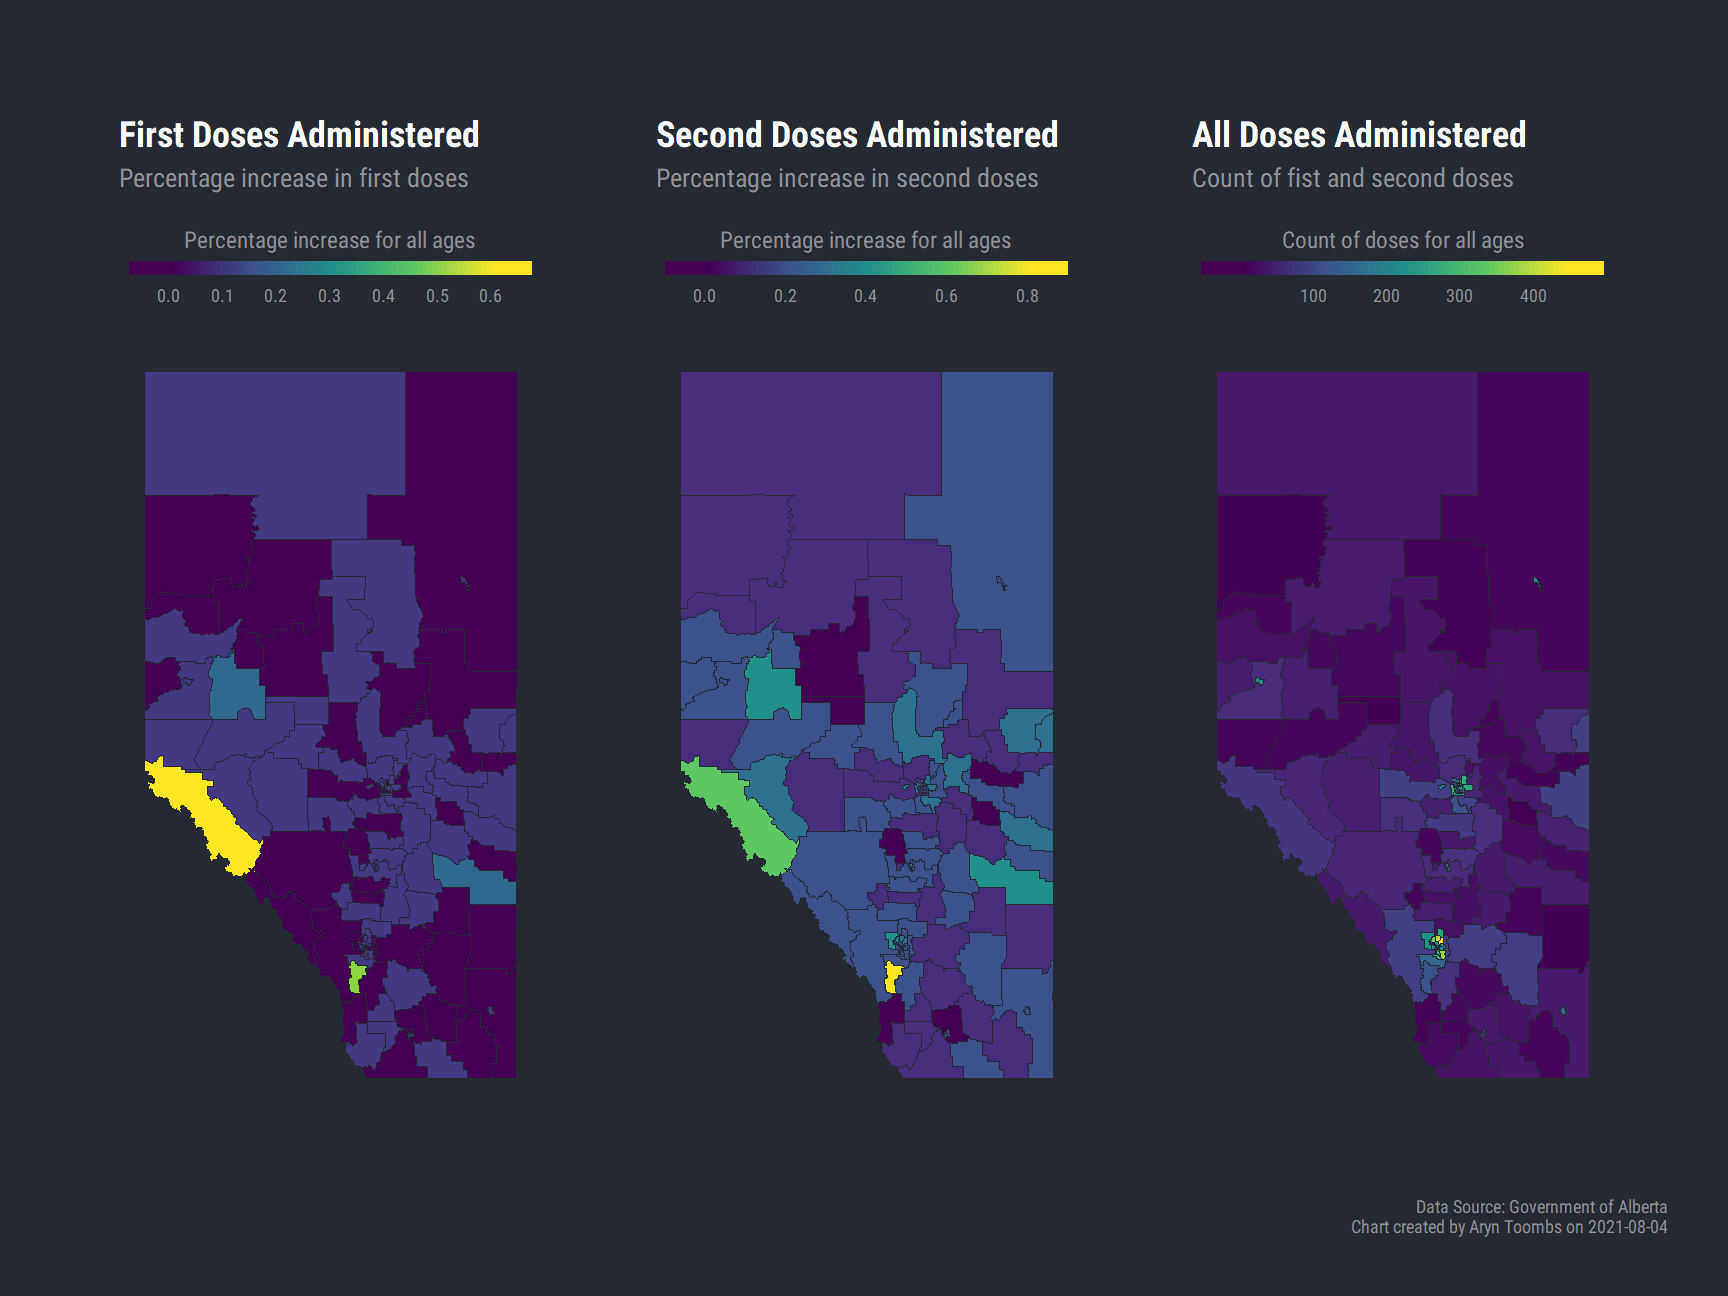 First Doses Administered
Percentage increase in first doses
Percentage increase for all ages
0.0 0.1 0.2 0.3 0.4 0.5 0.6
Second Doses Administered
Percentage increase in second doses
Percentage increase for all ages
0.0 0.2 0.4 0.6 0.8
All Doses Administered
Count of fist and second doses
Count of doses for all ages
100 200 300 400
Data Source: Government of Alberta
Chart created by Aryn Toombs on 2021-08-04